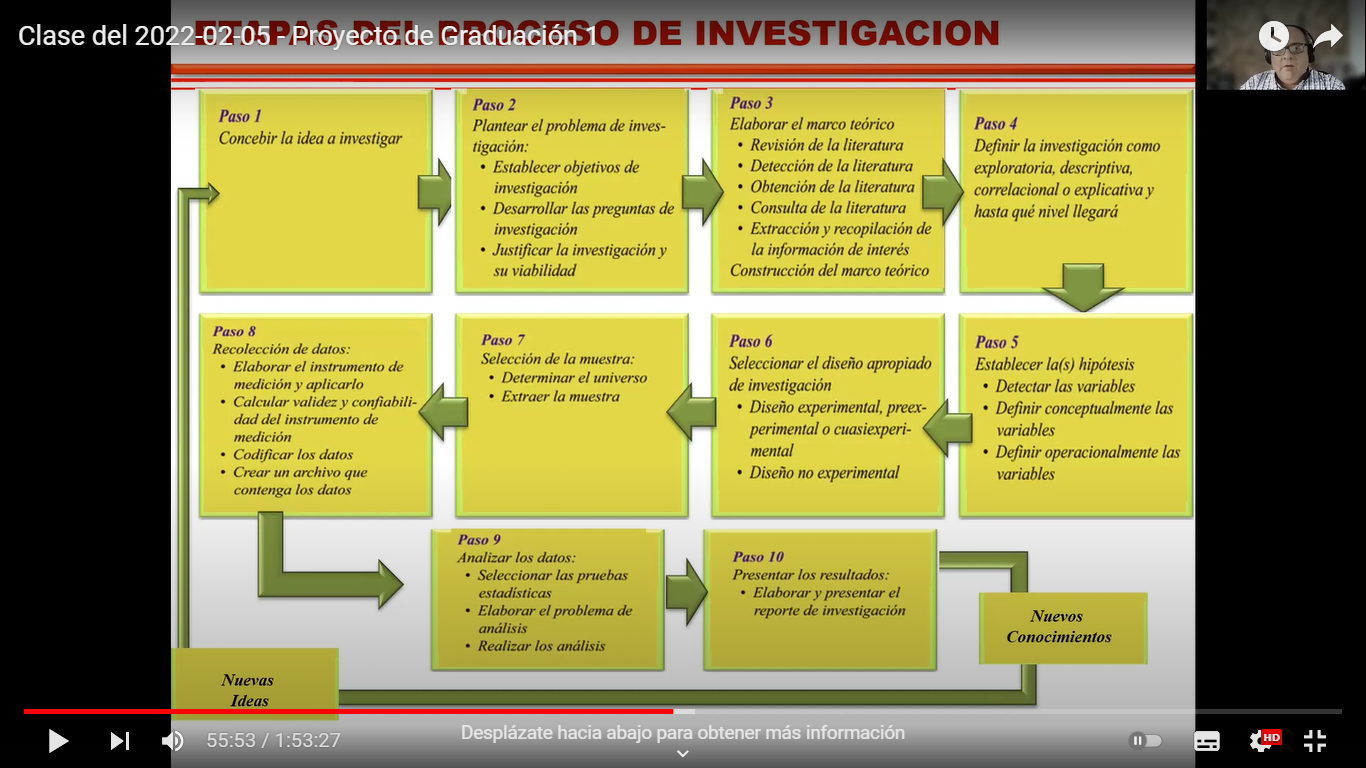 ETAPAS DEL PROCESO DE INVESTIGACION
Clase del 2022-02-05 - Proyecto de Graduación 1
Paso 1
Concebir la idea a investigar
Paso 2
Plantear el problema de inves-
tigación:
• Establecer objetivos de
investigación
• Desarrollar las preguntas de
investigación
• Justificar la investigación y
su viabilidad
Paso 3
Elaborar el marco teórico
• Revisión de la literatura
• Detección de la literatura
• Obtención de la literatura
• Consulta de la literatura
• Extracción y recopilación de
la información de interés
Construcción del marco teórico
Paso 4
Definir la investigación como
exploratoria, descriptiva,
correlacional o explicativa y
hasta qué nivel llegará
Paso 5
Establecer la(s) hipótesis
• Detectar las variables
• Definir conceptualmente las
variables
• Definir operacionalmente las
variables
Paso 6
Seleccionar el diseño apropiado
de investigación
• Diseño experimental, preex-
perimental o cuasiexperi-
mental
• Diseño no experimental
Paso 7
Selección de la muestra:
• Determinar el universo
• Extraer la muestra
Paso 8
Recolección de datos:
• Elaborar el instrumento de
medición y aplicarlo
• Calcular validez y confiabili-
dad del instrumento de
medición
• Codificar los datos
• Crear un archivo que
contenga los datos
Paso 9
Analizar los datos:
• Seleccionar las pruebas
estadísticas
• Elaborar el problema de
análisis
• Realizar los análisis
Paso 10
Presentar los resultados:
• Elaborar y presentar el
reporte de investigación
Nuevos
Conocimientos
Nuevas
Ideas
55:53 / 1:53:27
Desplázate hacia abajo para obtener más información
HD